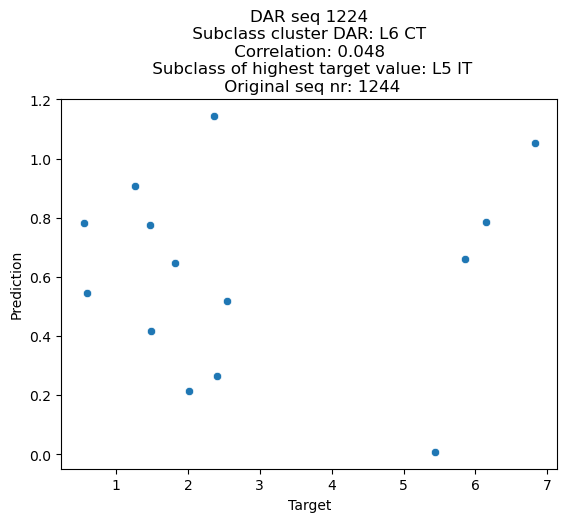 DAR seq 1224
Subclass cluster DAR: L6 CT
Correlation: 0.048
Subclass of highest target value: L5 IT
Original seq nr: 1244
1.2
1.0
0.8
0.6
0.4
0.2
0.0
Prediction
1 2 3 4 5 6 7
Target